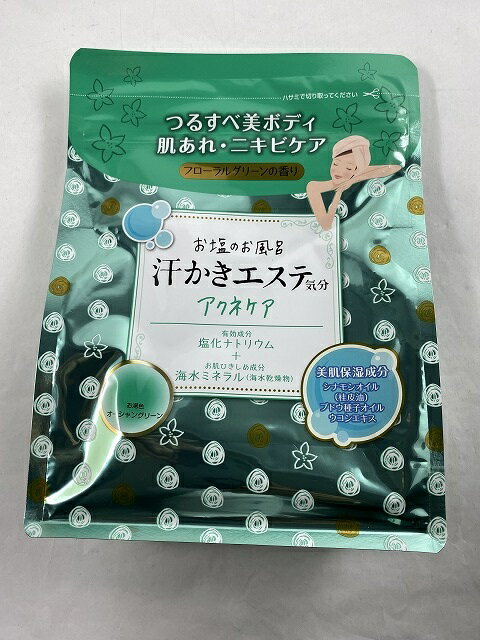 ハサミで切り取ってください
つるすべ美ボディ
肌あれ・ニキビケア
フローラルグリーンの香り
お塩のお風呂
汗かきエステ気分
アクネケア
有効成分
塩化ナトリウム
+
お肌ひきしめ成分
海水ミネラル(海水乾燥物)
お湯色
オーシャングリーン
美肌保湿成分
シナモンオイル
(桂皮油)
ブドウ種子オイル
ウコンエキス